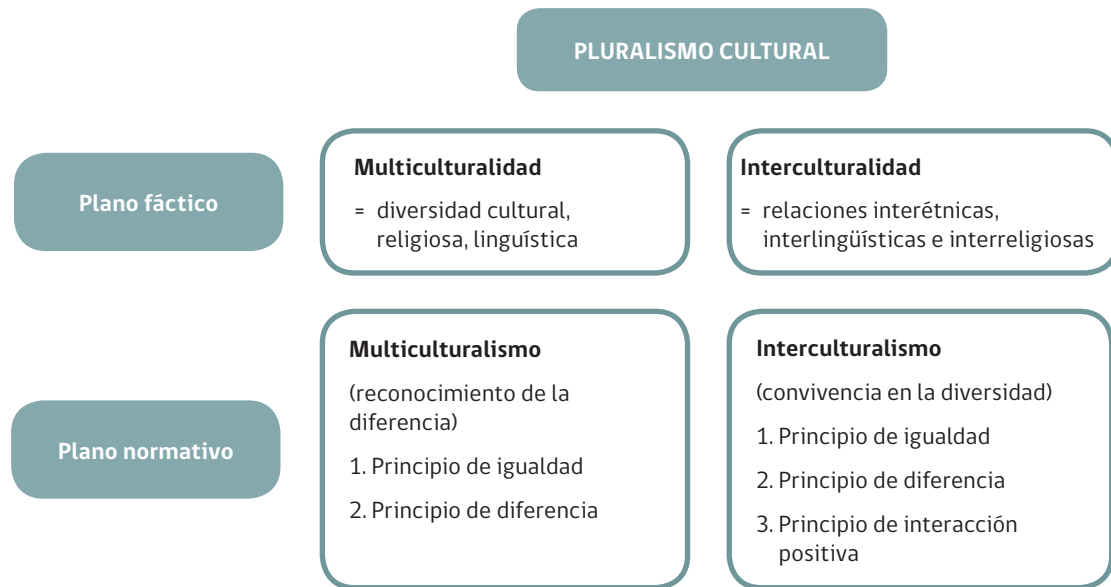 PLURALISMO CULTURAL
Plano fáctico
Multiculturalidad
= diversidad cultural,
religiosa, linguística
Interculturalidad
= relaciones interétnicas,
interlingüísticas e interreligiosas
Plano normativo
Multiculturalismo
(reconocimiento de la
diferencia)
1. Principio de igualdad
2. Principio de diferencia
Interculturalismo
(convivencia en la diversidad)
1. Principio de igualdad
2. Principio de diferencia
3. Principio de interacción
positiva